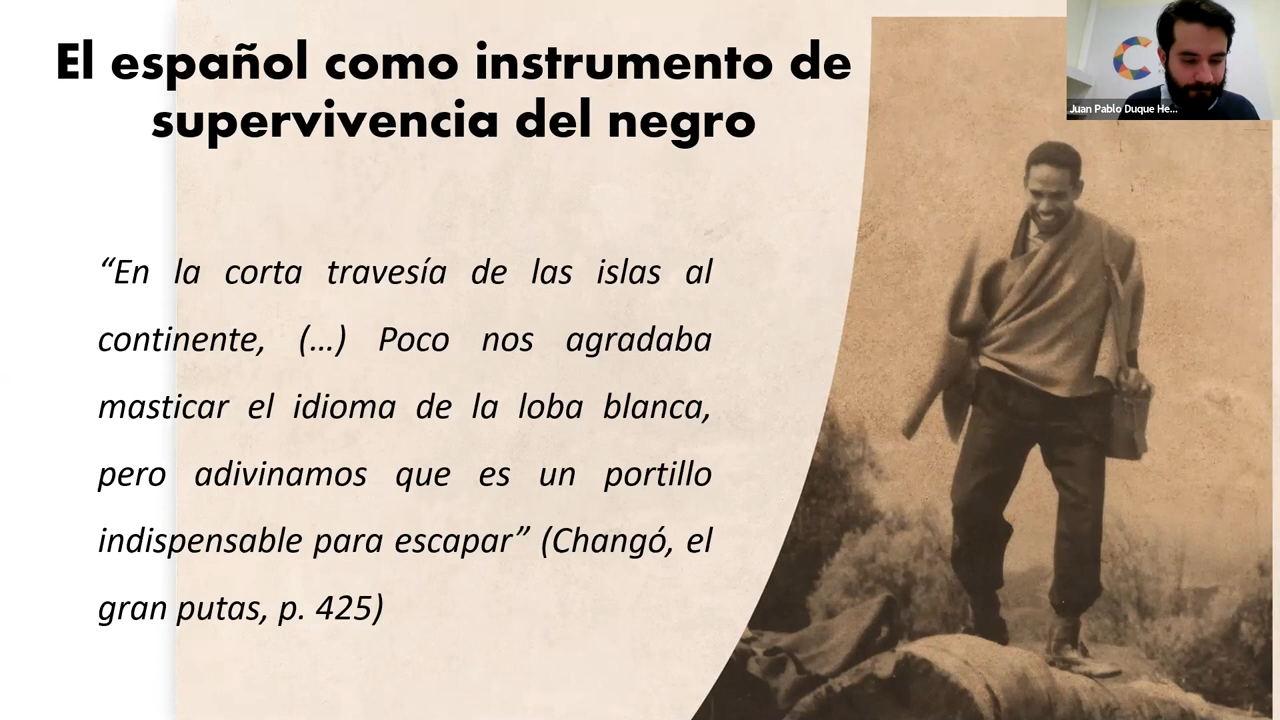 El español como instrumento de
supervivencia del negro
“En la corta travesía de las islas al
continente, (…) Poco nos agradaba
masticar el idioma de la loba blanca,
pero adivinamos que es un portillo
indispensable para escapar” (Changó, el
gran putas, p. 425)
Juan Pablo Duque He...